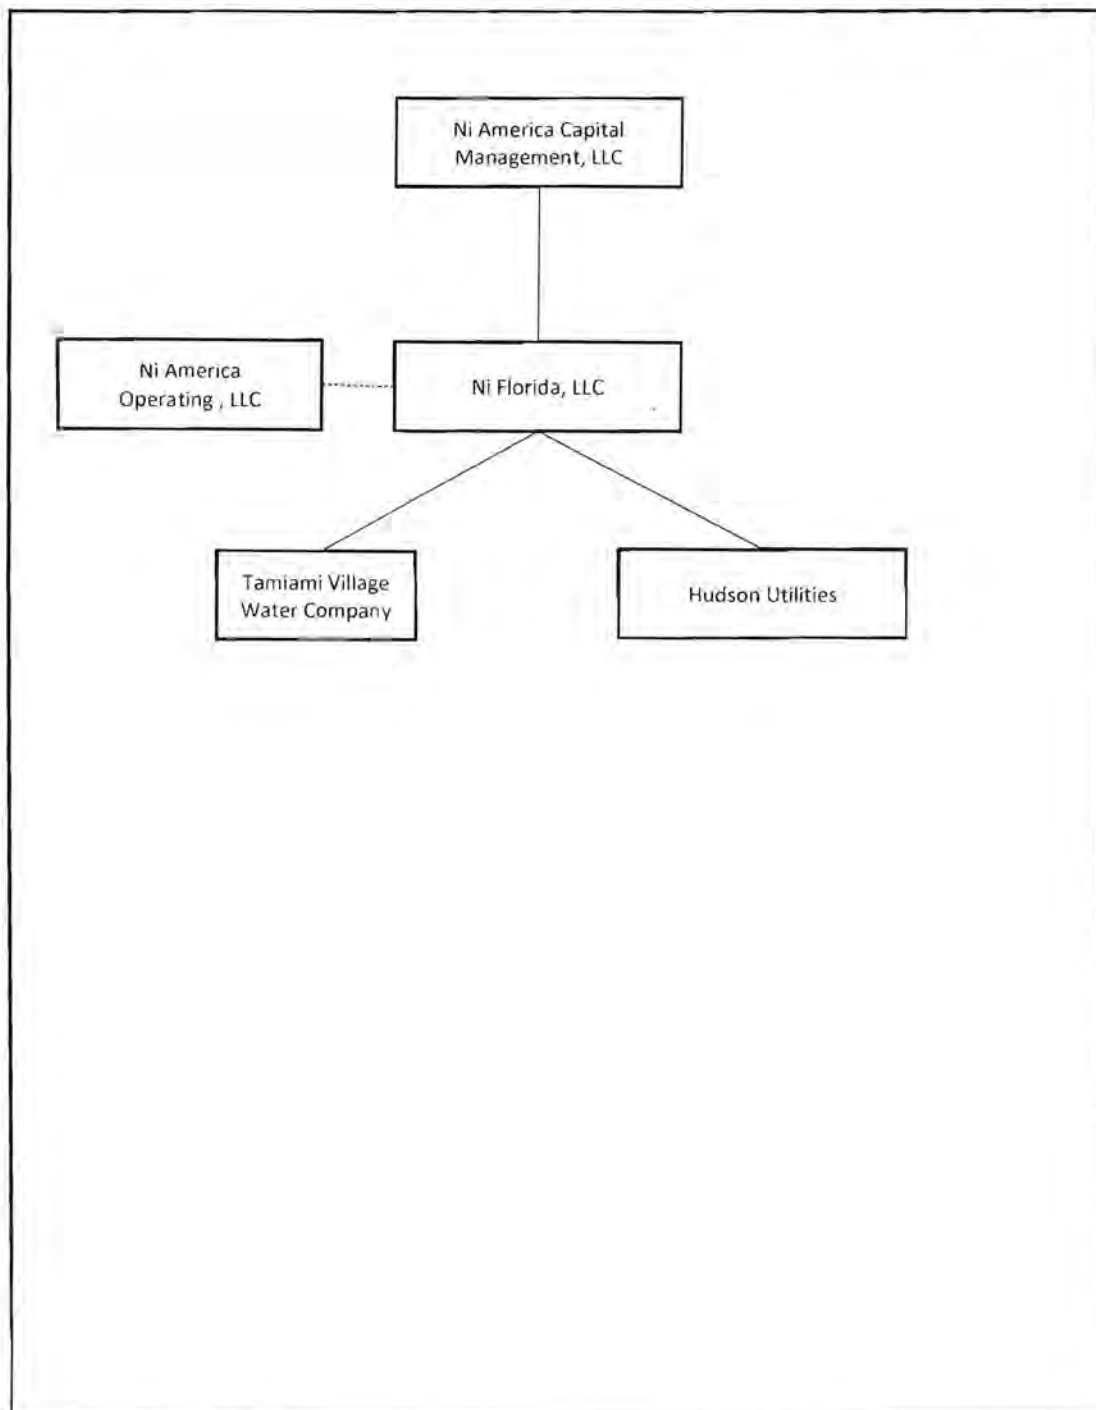 Ni America Capital
Management, LLC
Ni America
Operating , LLC
Ni Florida, LLC
Tamiami Village
Water Company
Hudson Utilities